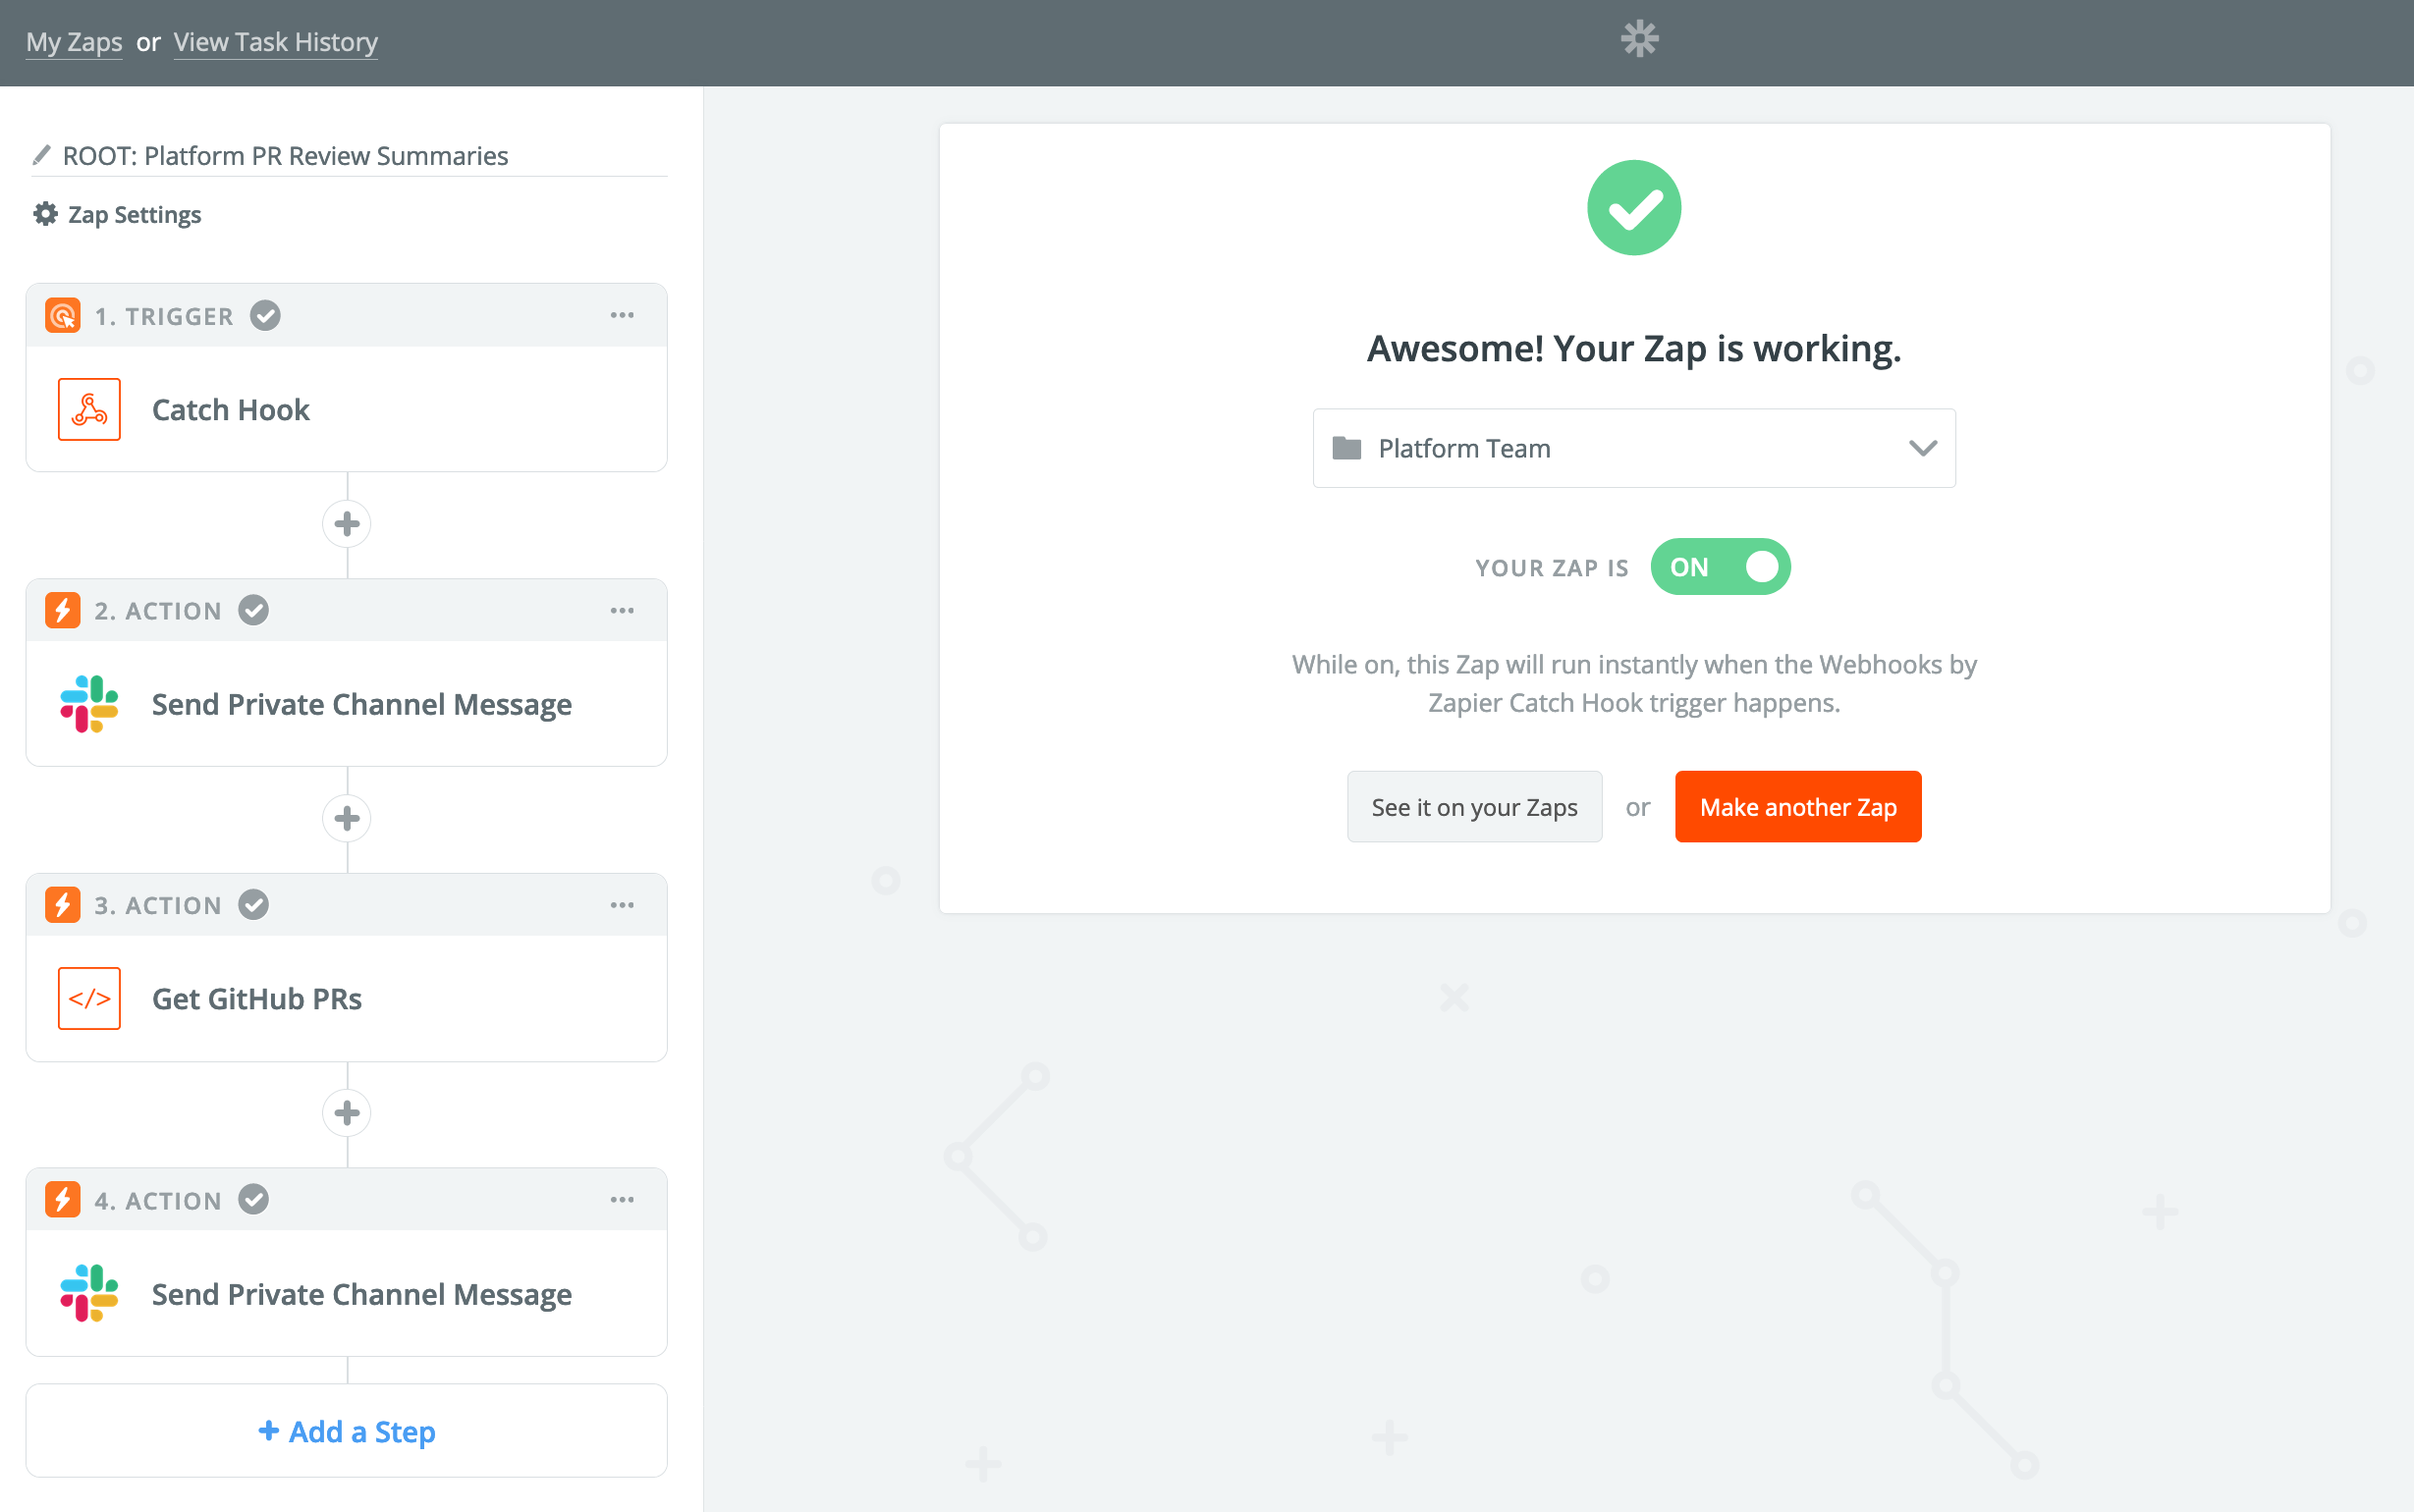 My Zaps or View Task History
ROOT: Platform PR Review Summaries
Zap Settings
1. TRIGGER
Catch Hook
2. ACTION
Send Private Channel Message
3. ACTION
</>
Get GitHub PRs
4. ACTION
Send Private Channel Message
+ Add a Step
Awesome! Your Zap is working.
Platform Team
YOUR ZAP IS ON
While on, this Zap will run instantly when the Webhooks by
Zapier Catch Hook trigger happens.
See it on your Zaps or Make another Zap